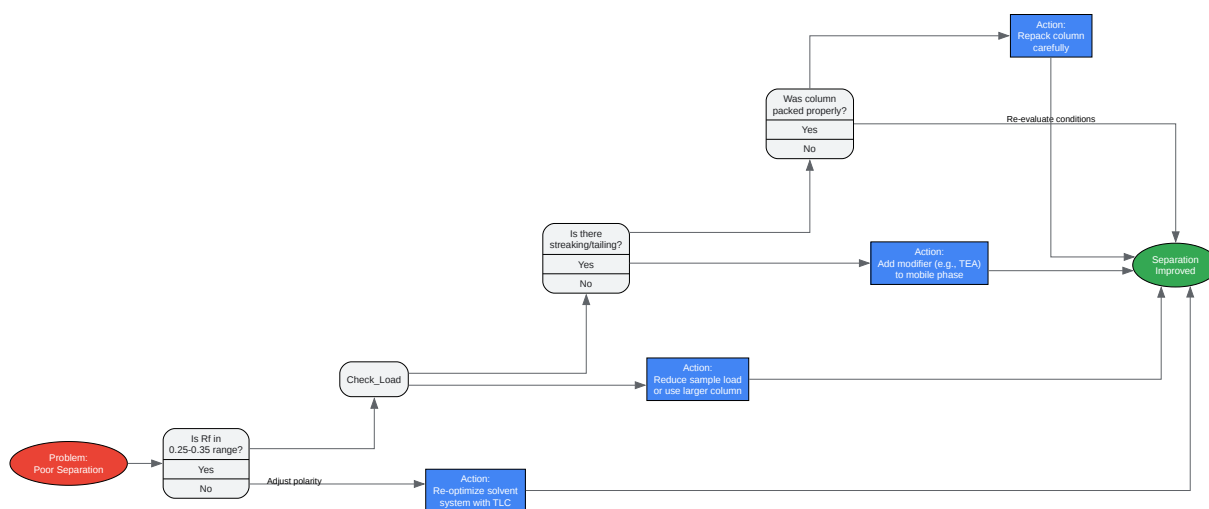 Action:
Repack column
carefully
Was column
packed properly?
Yes
No
Re-evaluate conditions
Is there
streaking/tailing?
Yes
No
Action:
Add modifier (e.g., TEA)
to mobile phase
Separation
Improved
Check_Load
Action:
Reduce sample load
or use larger column
Is Rf in
0.25-0.35 range?
Yes
No
Problem:
Poor Separation
Adjust polarity
Action:
Re-optimize solvent
system with TLC